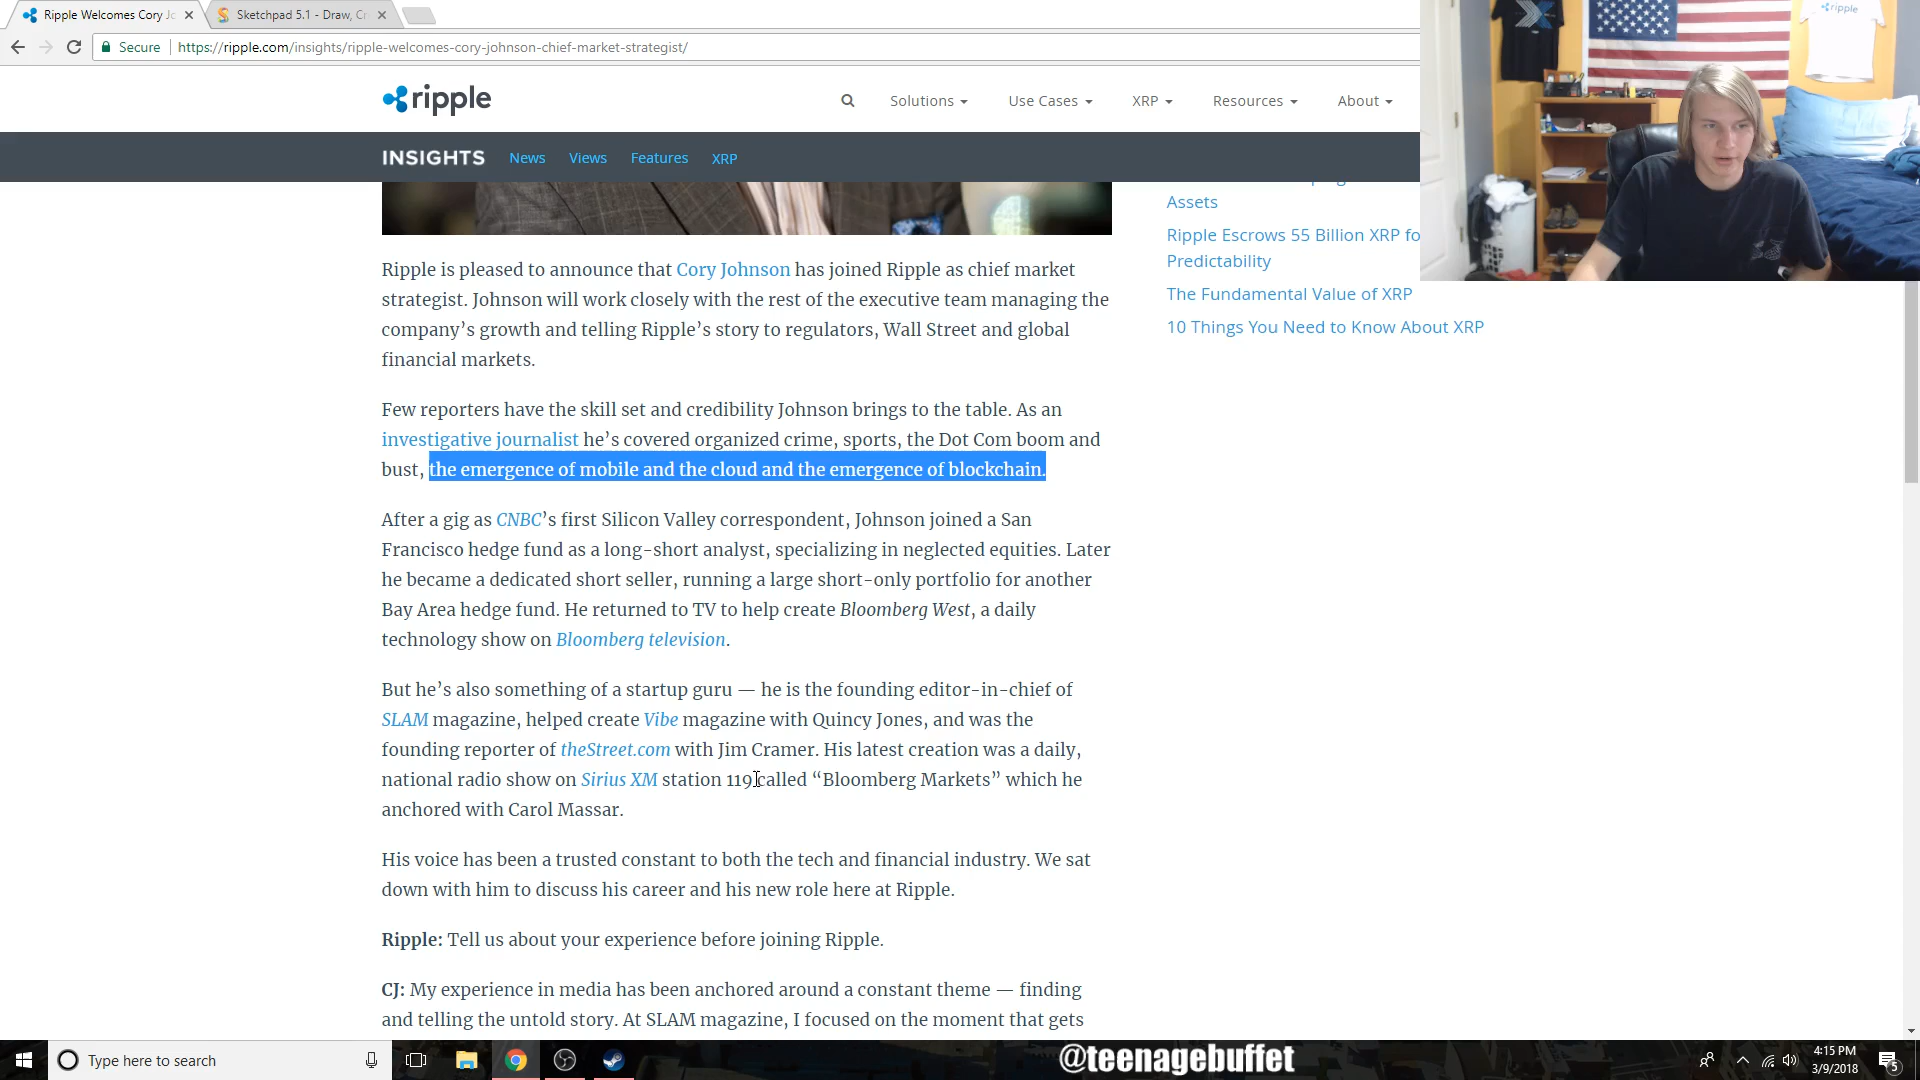 Ripple Welcomes Cory Jo
Sketchpad 5.1 - Draw, Cr
Secure
https://ripple.com/insights/ripple-welcomes-cory-johnson-chief-market-strategist/
ripple
Solutions
Use Cases
XRP
Resources
About
INSIGHTS
News
Views
Features
XRP
ripple
Assets
Ripple Escrows 55 Billion XRP fo
Predictability
The Fundamental Value of XRP
10 Things You Need to Know About XRP
Ripple is pleased to announce that Cory Johnson has joined Ripple as chief market
strategist. Johnson will work closely with the rest of the executive team managing the
company’s growth and telling Ripple’s story to regulators, Wall Street and global
financial markets.
Few reporters have the skill set and credibility Johnson brings to the table. As an
investigative journalist he’s covered organized crime, sports, the Dot Com boom and
bust, the emergence of mobile and the cloud and the emergence of blockchain.
After a gig as CNBC’s first Silicon Valley correspondent, Johnson joined a San
Francisco hedge fund as a long-short analyst, specializing in neglected equities. Later
he became a dedicated short seller, running a large short-only portfolio for another
Bay Area hedge fund. He returned to TV to help create Bloomberg West, a daily
technology show on Bloomberg television.
But he’s also something of a startup guru — he is the founding editor-in-chief of
SLAM magazine, helped create Vibe magazine with Quincy Jones, and was the
founding reporter of theStreet.com with Jim Cramer. His latest creation was a daily,
national radio show on Sirius XM station 119 called “Bloomberg Markets” which he
anchored with Carol Massar.
His voice has been a trusted constant to both the tech and financial industry. We sat
down with him to discuss his career and his new role here at Ripple.
Ripple: Tell us about your experience before joining Ripple.
CJ: My experience in media has been anchored around a constant theme — finding
and telling the untold story. At SLAM magazine, I focused on the moment that gets
Type here to search
@teenagebuffet
4:15 PM
3/9/2018
5